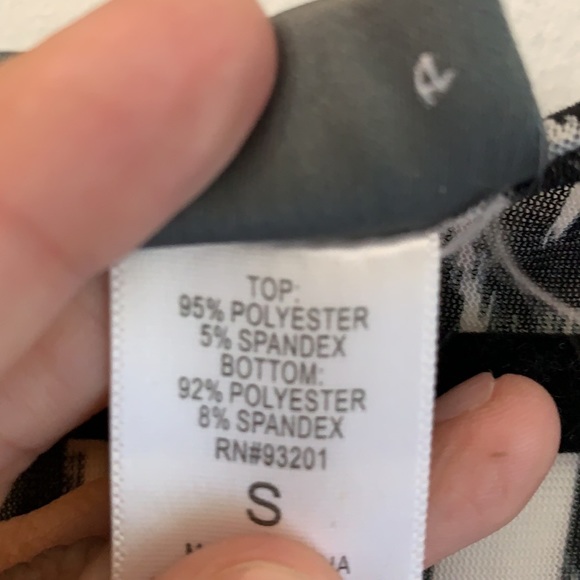 TOP:
95% POLYESTER
5% SPANDEX
BOTTOM:
92% POLYESTER
8% SPANDEX
RN#93201
S